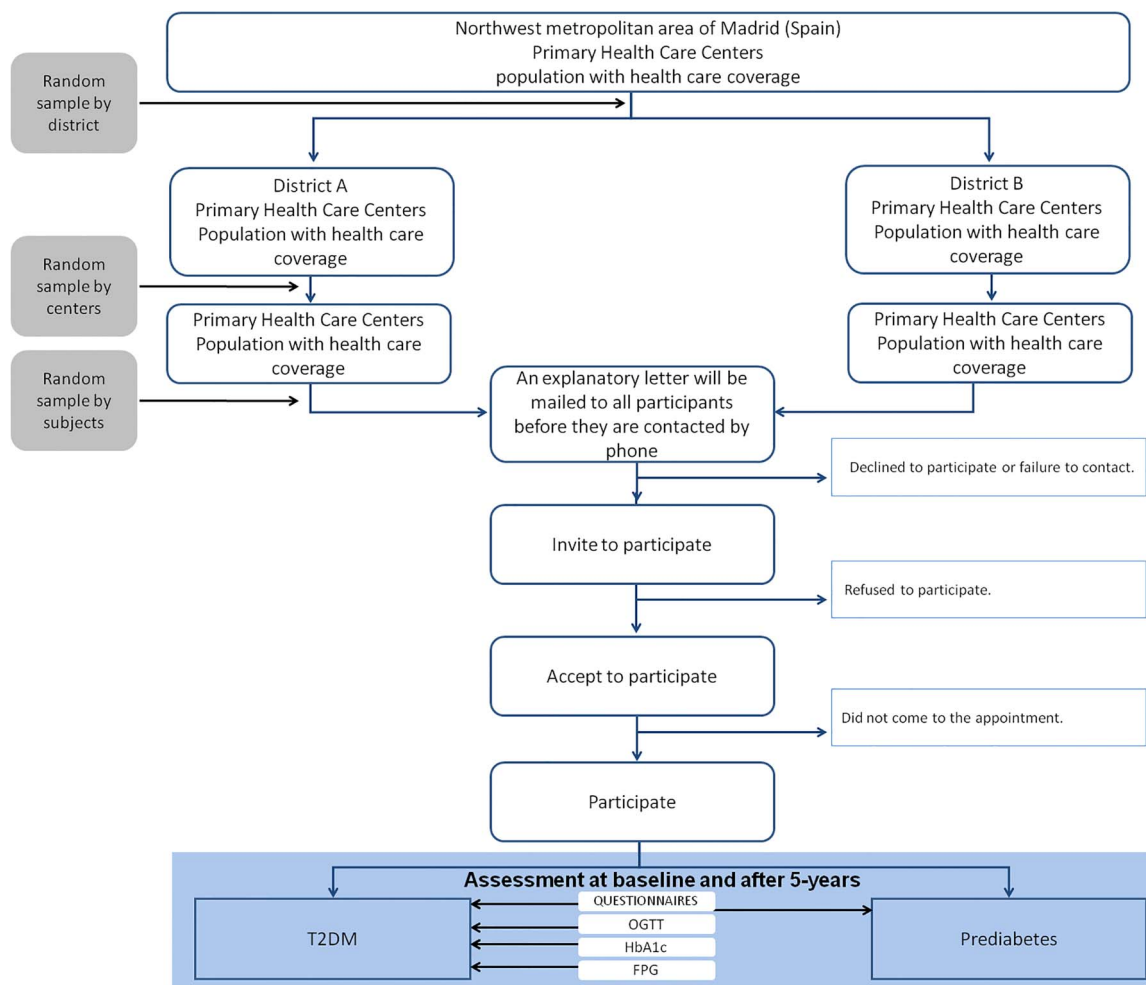 Northwest metropolitan area of Madrid (Spain)
Primary Health Care Centers
population with health care coverage
Random
sample by
district
District A
Primary Health Care Centers
Population with health care
coverage
District B
Primary Health Care Centers
Population with health care
coverage
Random
sample by
centers
Primary Health Care Centers
Population with health care
coverage
Primary Health Care Centers
Population with health care
coverage
Random
sample by
subjects
An explanatory letter will be
mailed to all participants
before they are contacted by
phone
Declined to participate or failure to contact.
Invite to participate
Refused to participate.
Accept to participate
Did not come to the appointment.
Participate
Assessment at baseline and after 5-years
T2DM
QUESTIONNAIRES
OGTT
HbA1c
FPG
Prediabetes